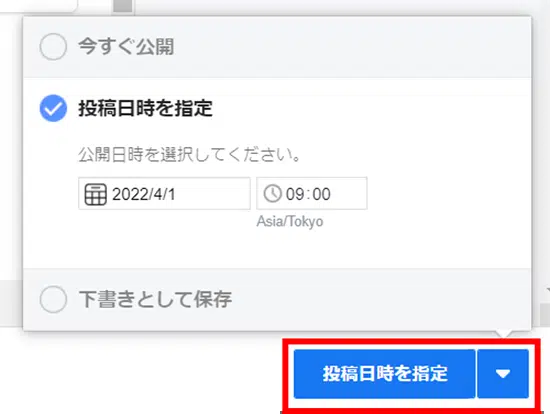 今すぐ公開
投稿日時を指定
公開日時を選択してください。
2022/4/1 09:00
Asia/Tokyo
下書きとして保存
投稿日時を指定